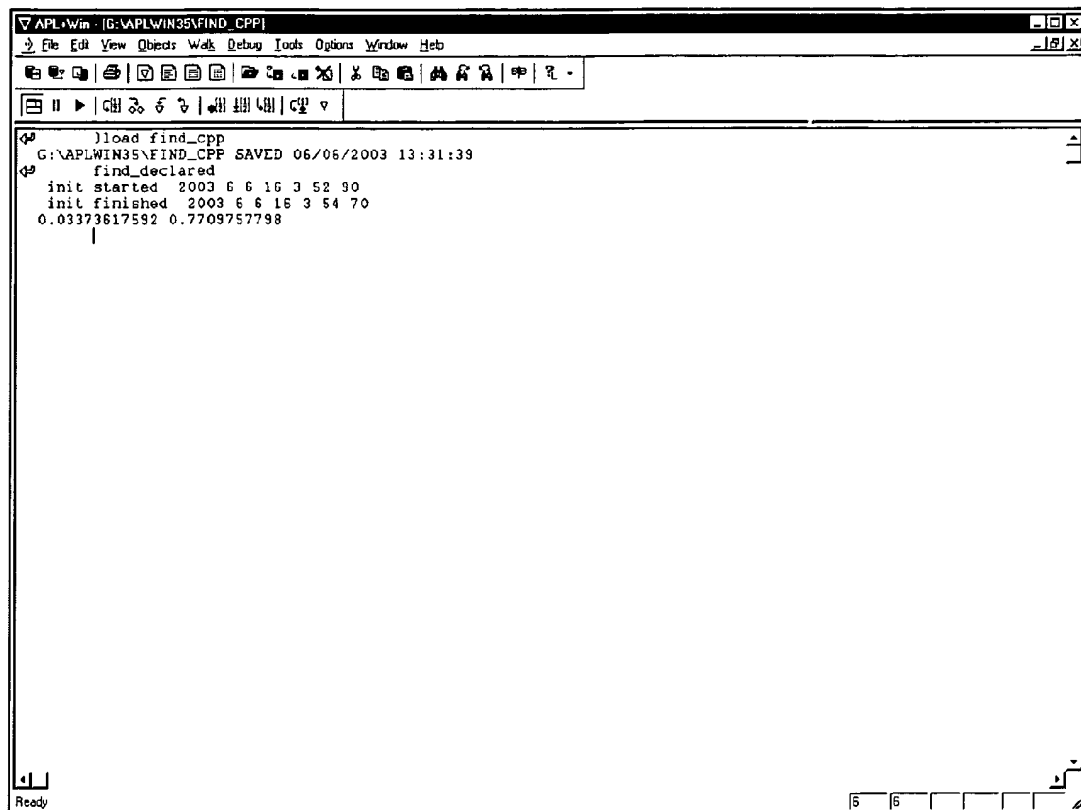 APL+Win - [G:\APLWIN35\FIND_CPP]
File Edit View Objects Walk Debug Tools Options Window Help
)load find_cpp
G:\APLWIN35\FIND_CPP SAVED 06/06/2003 13:31:39
find_declared
init started 2003 6 6 16 3 52 90
init finished 2003 6 6 16 3 54 70
0.03373617592 0.7709757798
Ready
6 6